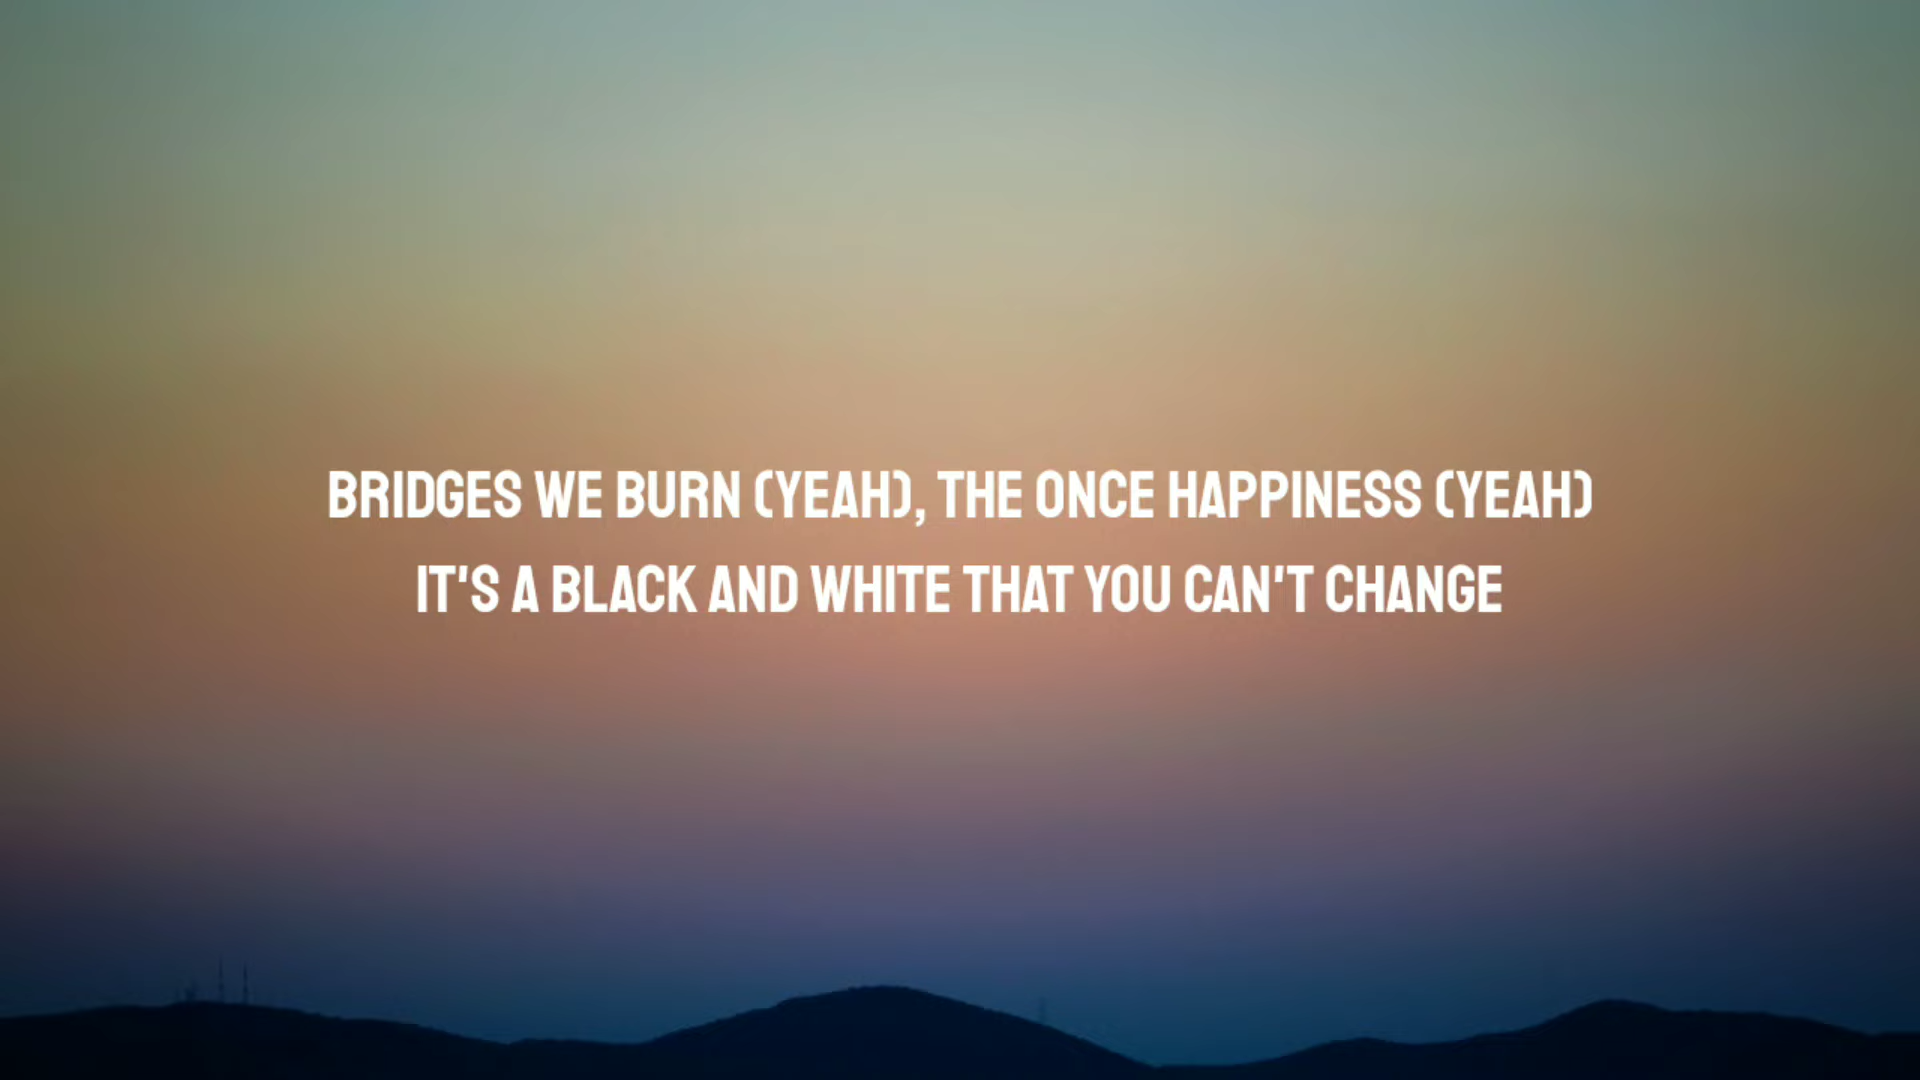 BRIDGES WE BURN (YEAH), THE ONCE HAPPINESS (YEAH)
IT'S A BLACK AND WHITE THAT YOU CAN'T CHANGE